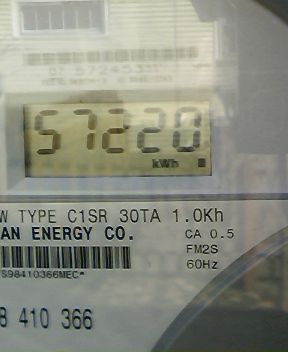 57220
kWh
W TYPE C1SR 30TA 1.0Kh
AN ENERGY CO.
CA 0.5
FM2S
60Hz
S98410366MEC*
8 410 366